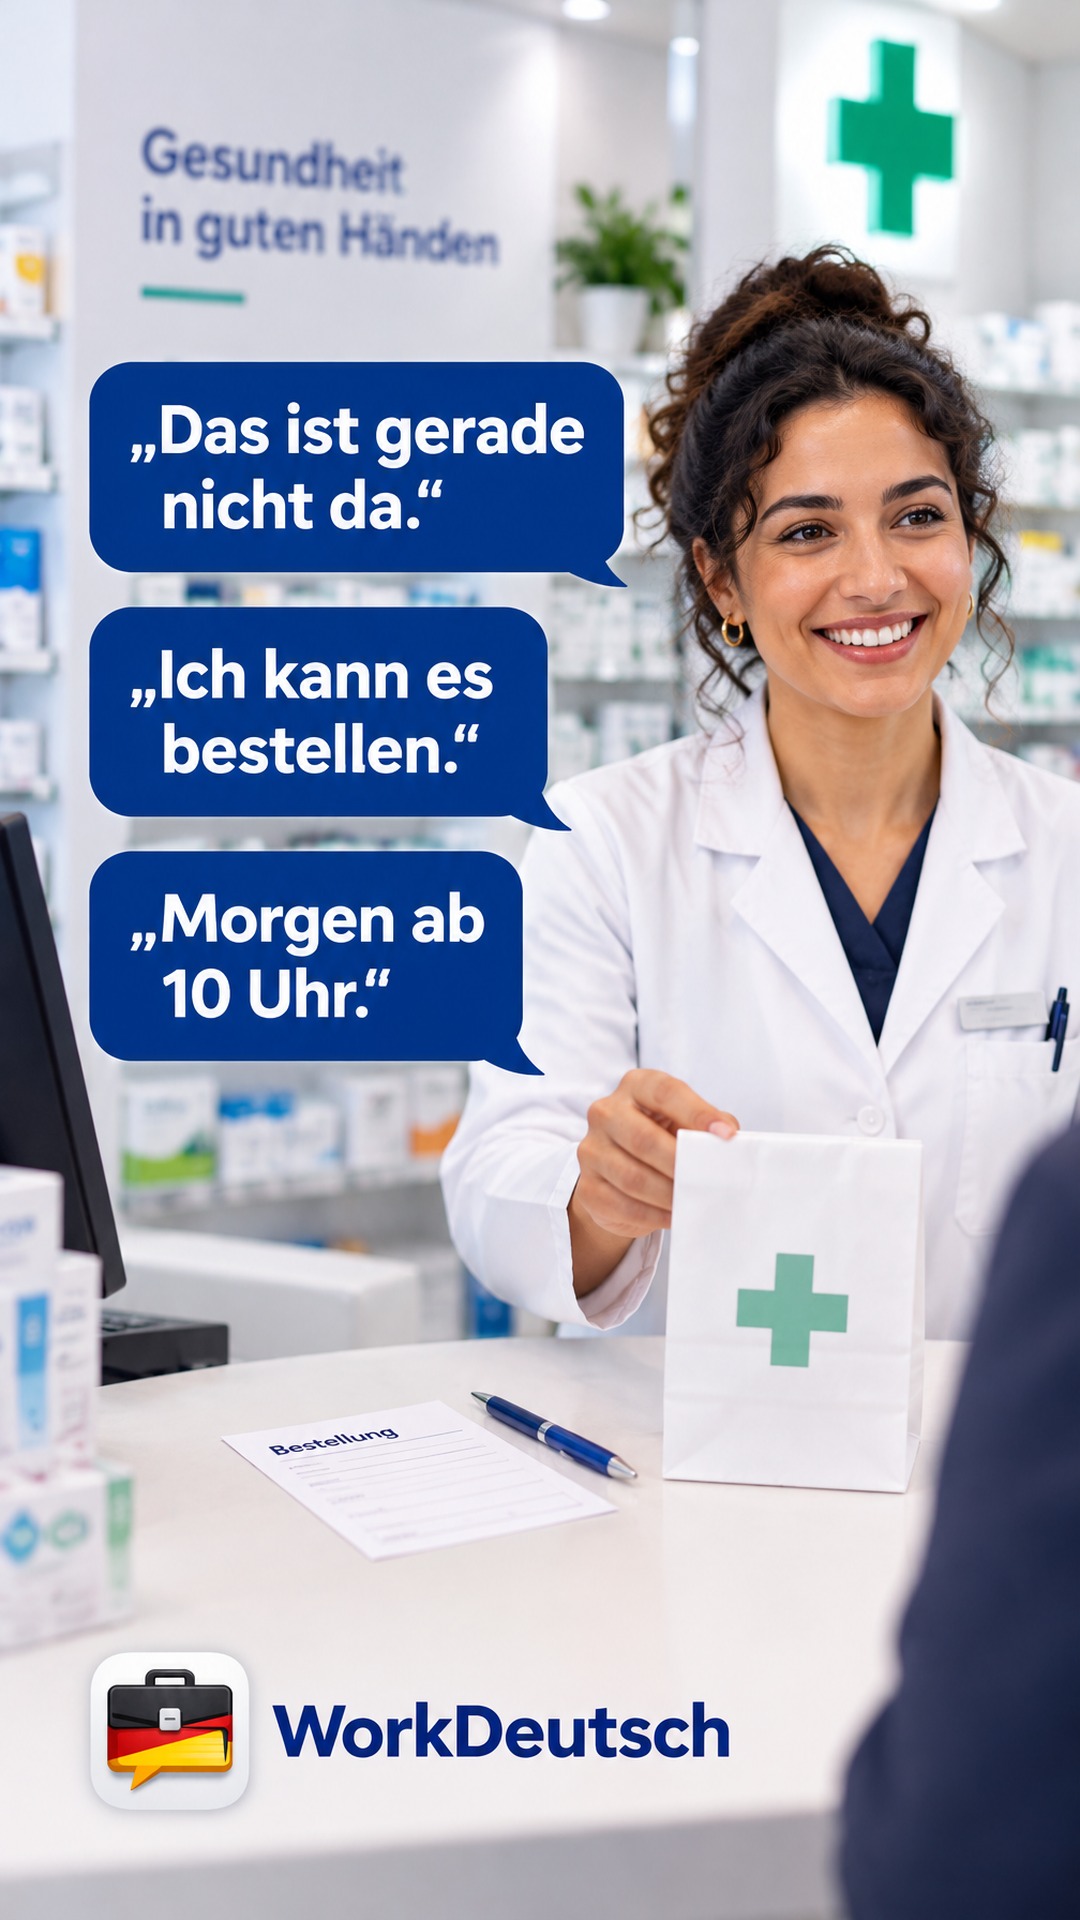 Gesundheit
in guten Händen
„Das ist gerade
nicht da.“
„Ich kann es
bestellen.“
„Morgen ab
10 Uhr.“
Bestellung
WorkDeutsch